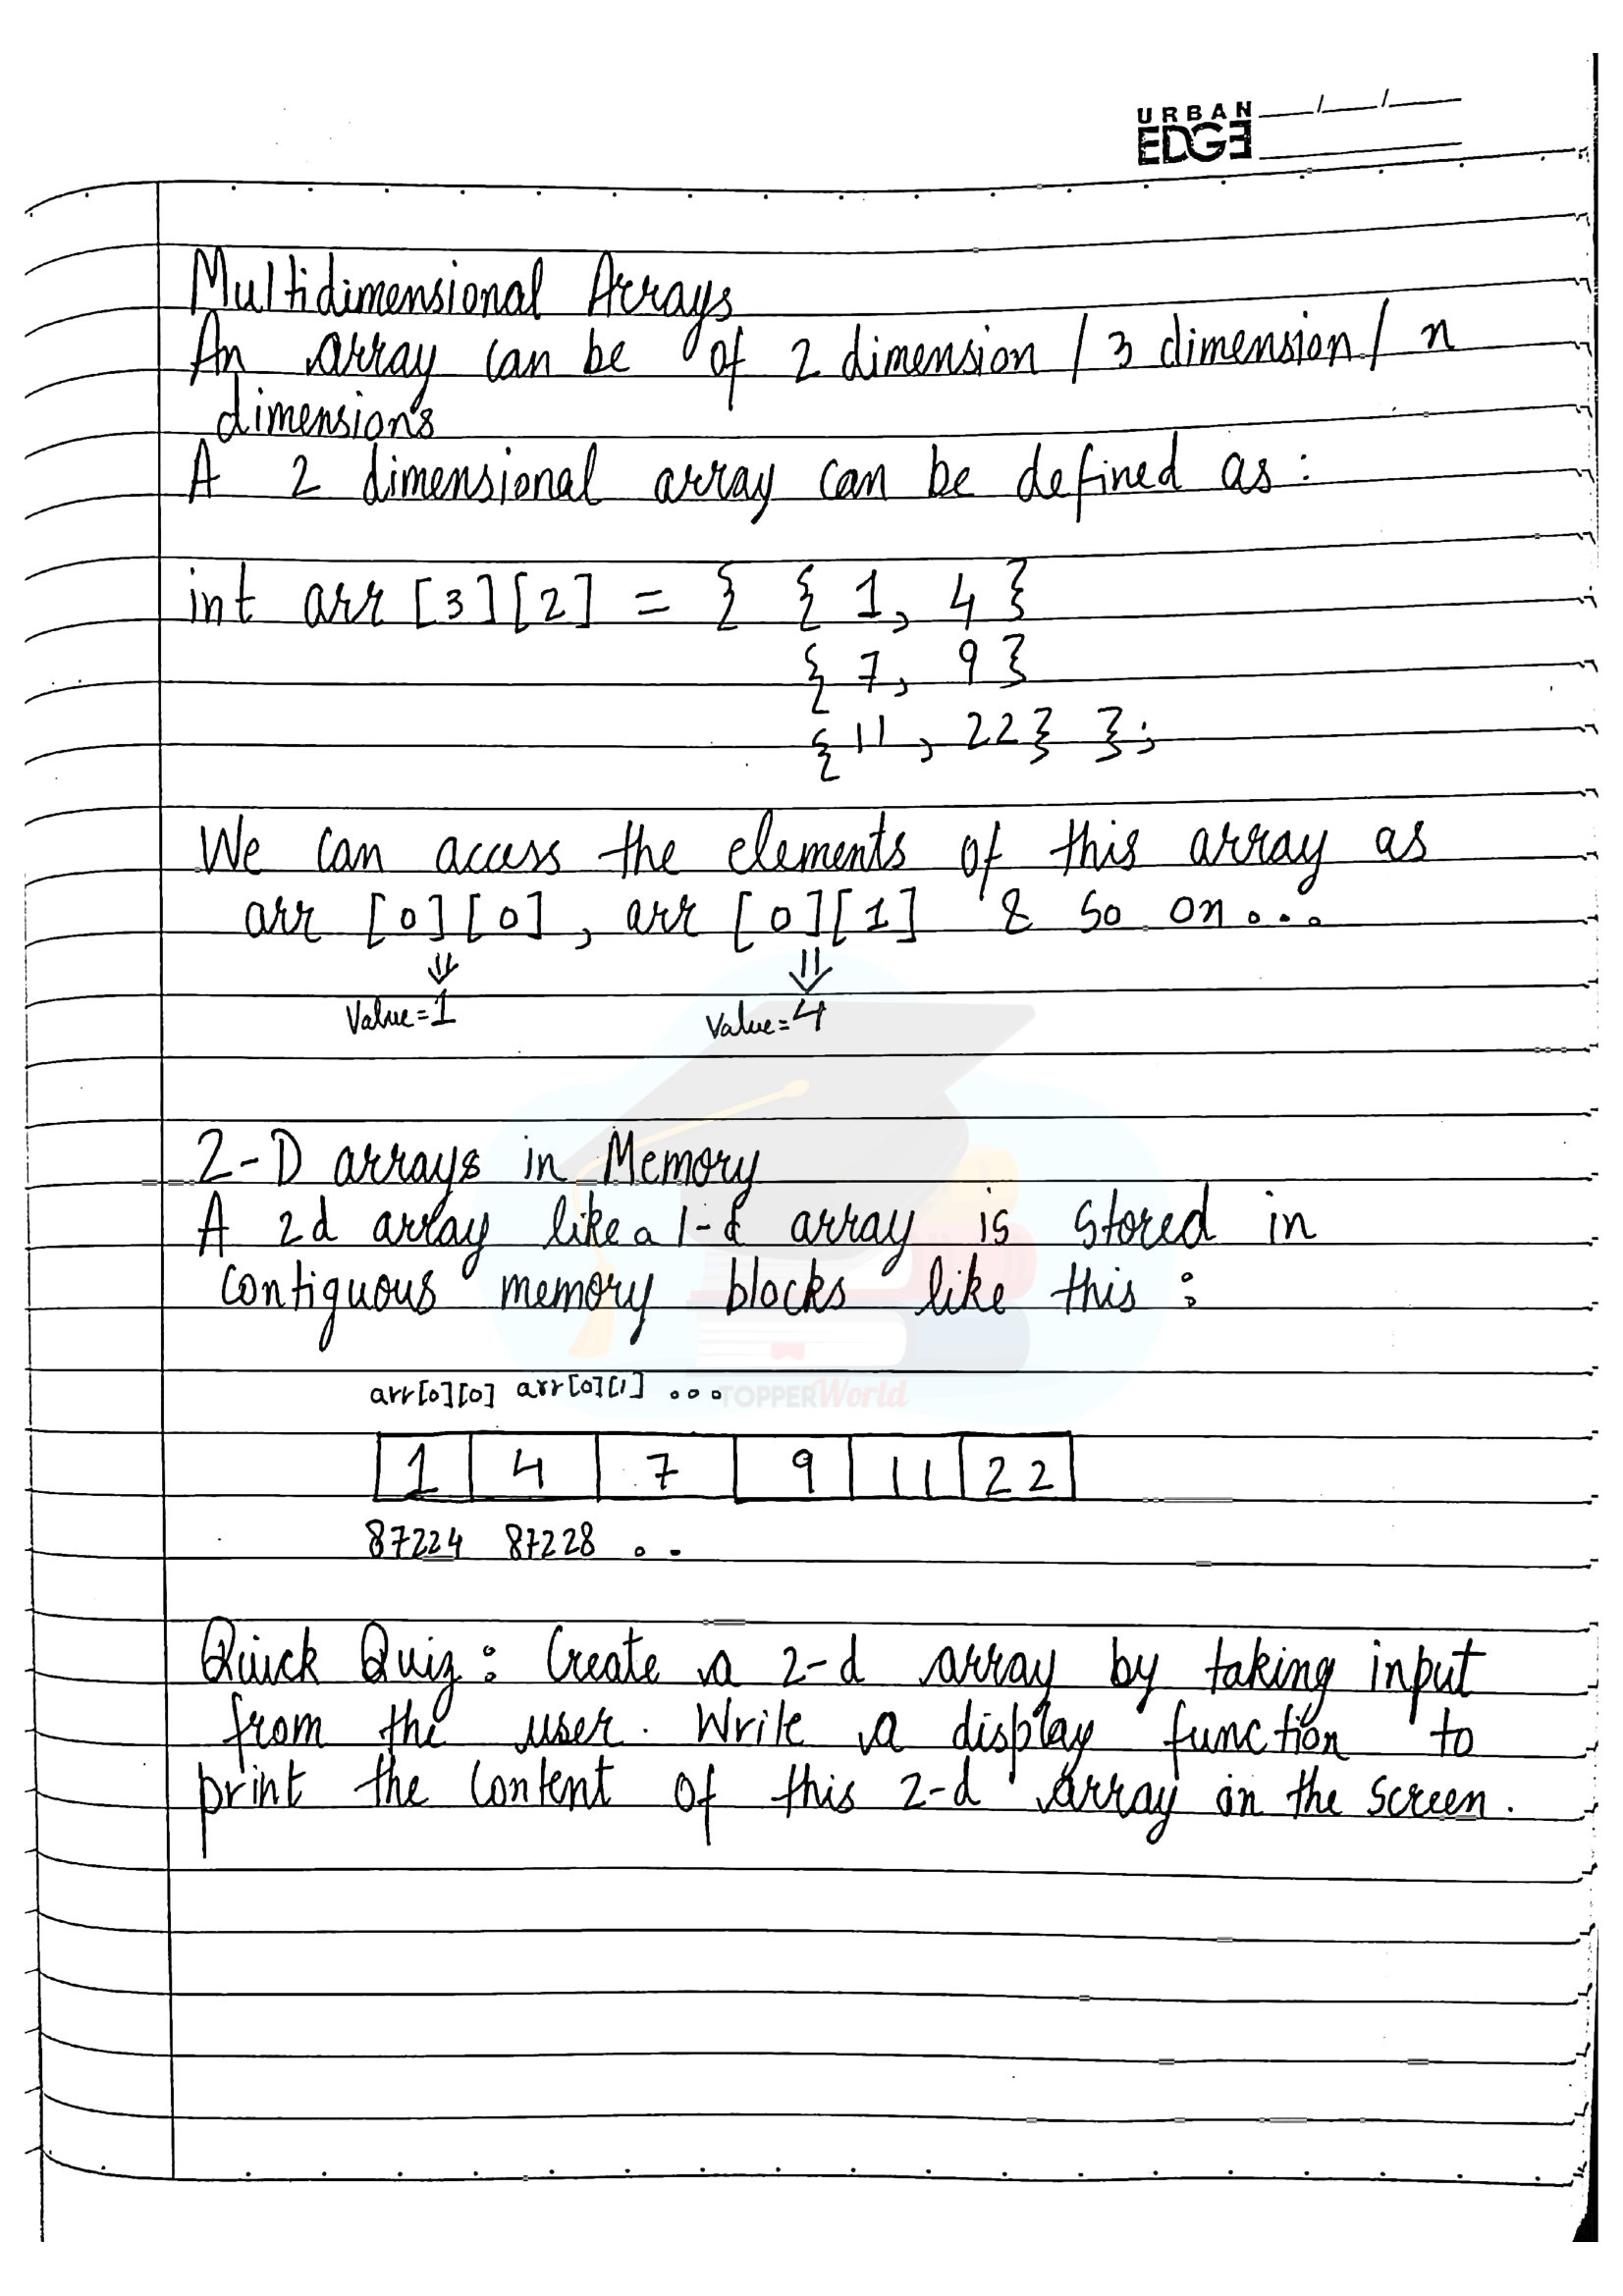 URBAN
EDGE
Multidimensional Arrays
An array can be of 2 dimension / 3 dimension / n
dimensions
A 2 dimensional array can be defined as:
int arr [3][2] = { { 1, 4 }
{ 7, 9 }
{ 11, 22 } };
We can access the elements of this array as
arr [0][0], arr [0][1] & so on...
Value=1 Value=4
2-D arrays in Memory
A 2d array like a 1-d array is stored in
contiguous memory blocks like this :
arr[0][0] arr[0][1] ...
TOPPERWorld
1 4 7 9 11 22
87224 87228 ..
Quick Quiz: Create a 2-d array by taking input
from the user. Write a display function to
print the content of this 2-d array on the screen.